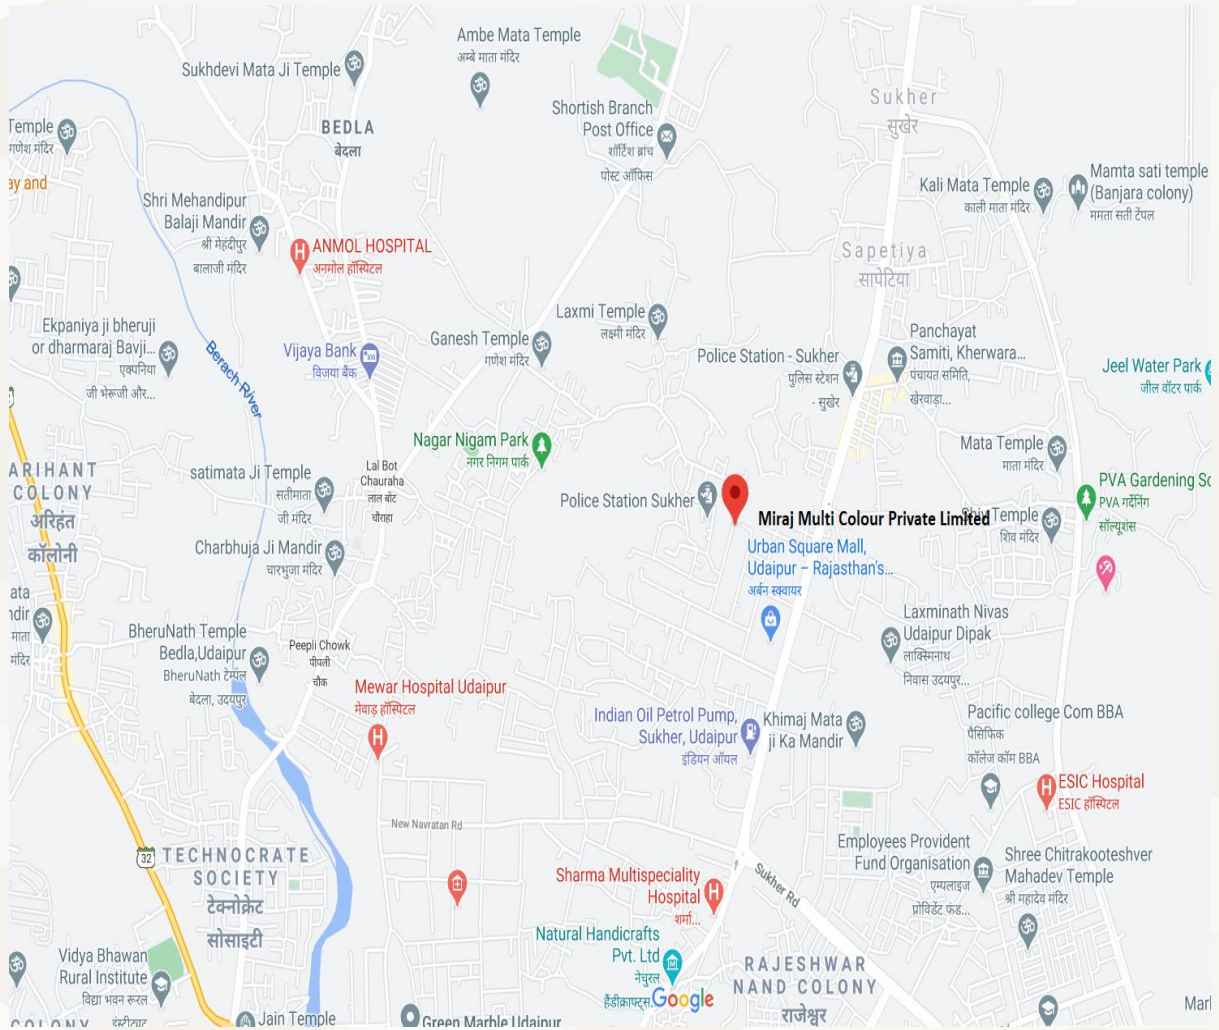 Ambe Mata Temple
अम्बे माता मंदिर
Sukhdevi Mata Ji Temple
BEDLA
बेदला
Shortish Branch
Post Office
शॉर्टिश ब्रांच
पोस्ट ऑफिस
Sukher
सुखेर
Temple
गणेश मंदिर
ay and
Shri Mehandipur
Balaji Mandir
श्री मेहंदीपुर
बालाजी मंदिर
ANMOL HOSPITAL
अनमोल हॉस्पिटल
Kali Mata Temple
काली माता मंदिर
Mamta sati temple
(Banjara colony)
ममता सती टेंपल
Sapetiya
सापेटिया
Laxmi Temple
लक्ष्मी मंदिर
Ganesh Temple
गणेश मंदिर
Ekpaniya ji bheruji
or dharmaraj Bavji...
एक्पनिया
जी भेरूजी और...
Berach River
Vijaya Bank
विजया बैंक
Police Station - Sukher
पुलिस स्टेशन
- सुखेर
Panchayat
Samiti, Kherwara...
पंचायत समिति,
खेरवाड़ा...
Jeel Water Park
जील वॉटर पार्क
Nagar Nigam Park
नगर निगम पार्क
Mata Temple
माता मंदिर
ARIHANT
COLONY
अरिहंत
कॉलोनी
satimata Ji Temple
सतीमाता
जी मंदिर
Lal Bot
Chauraha
लाल बोट
चौराहा
Police Station Sukher
Miraj Multi Colour Private Limited
PVA Gardening So
PVA गर्देनिंग
सॉल्यूशंस
Shiv Temple
शिव मंदिर
Charbhuja Ji Mandir
चारभुजा मंदिर
Urban Square Mall,
Udaipur – Rajasthan's...
अर्बन स्क्वायर
ata
ndir
माता
मंदिर
BheruNath Temple
Bedla,Udaipur
BheruNath टेम्पल
बेदला, उदयपुर
Peepli Chowk
पीपली
चौक
Laxminath Nivas
Udaipur Dipak
लाक्स्मिनाथ
निवास उदयपुर...
Mewar Hospital Udaipur
मेवाड़ हॉस्पिटल
Indian Oil Petrol Pump,
Sukher, Udaipur
इंडियन ऑयल
Khimaj Mata
ji Ka Mandir
Pacific college Com BBA
पैसिफिक
कॉलेज कॉम BBA
ESIC Hospital
ESIC हॉस्पिटल
New Navratan Rd
32
TECHNOCRATE
SOCIETY
टेक्नोक्रेट
सोसाइटी
Employees Provident
Fund Organisation
एम्पलाइज
प्रोविडेंट फंड...
Shree Chitrakooteshver
Mahadev Temple
श्री महादेव मंदिर
Sharma Multispeciality
Hospital
शर्मा...
Sukher Rd
Natural Handicrafts
Pvt. Ltd
नेचुरल
हैंडीक्राफ्ट्स
Google
RAJESHWAR
NAND COLONY
राजेश्वर
Vidya Bhawan
Rural Institute
विद्या भवन रूरल
इंस्टीट्यूट
COLONY
Jain Temple
Green Marble Udaipur
Marl